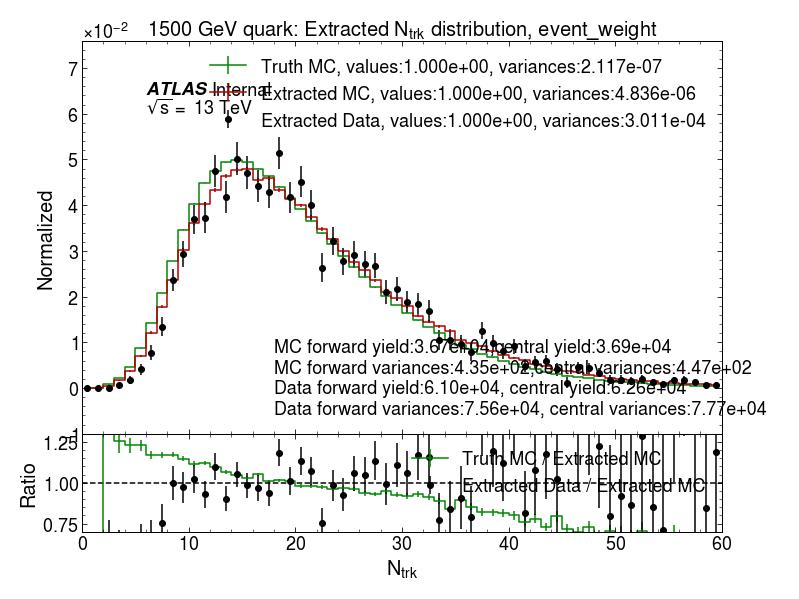 ×10⁻² 1500 GeV quark: Extracted Ntrk distribution, event_weight
Truth MC, values:1.000e+00, variances:2.117e-07
ATLAS Internal
Extracted MC, values:1.000e+00, variances:4.836e-06
√s = 13 TeV
Extracted Data, values:1.000e+00, variances:3.011e-04
7
6
5
4
3
2
1
0
1
Normalized
MC forward yield:3.67e+04, central yield:3.69e+04
MC forward variances:4.35e+02, central variances:4.47e+02
Data forward yield:6.10e+04, central yield:6.26e+04
Data forward variances:7.56e+04, central variances:7.77e+04
1.25
1.00
0.75
Ratio
Truth MC / Extracted MC
Extracted Data / Extracted MC
0 10 20 30 40 50 60
Ntrk